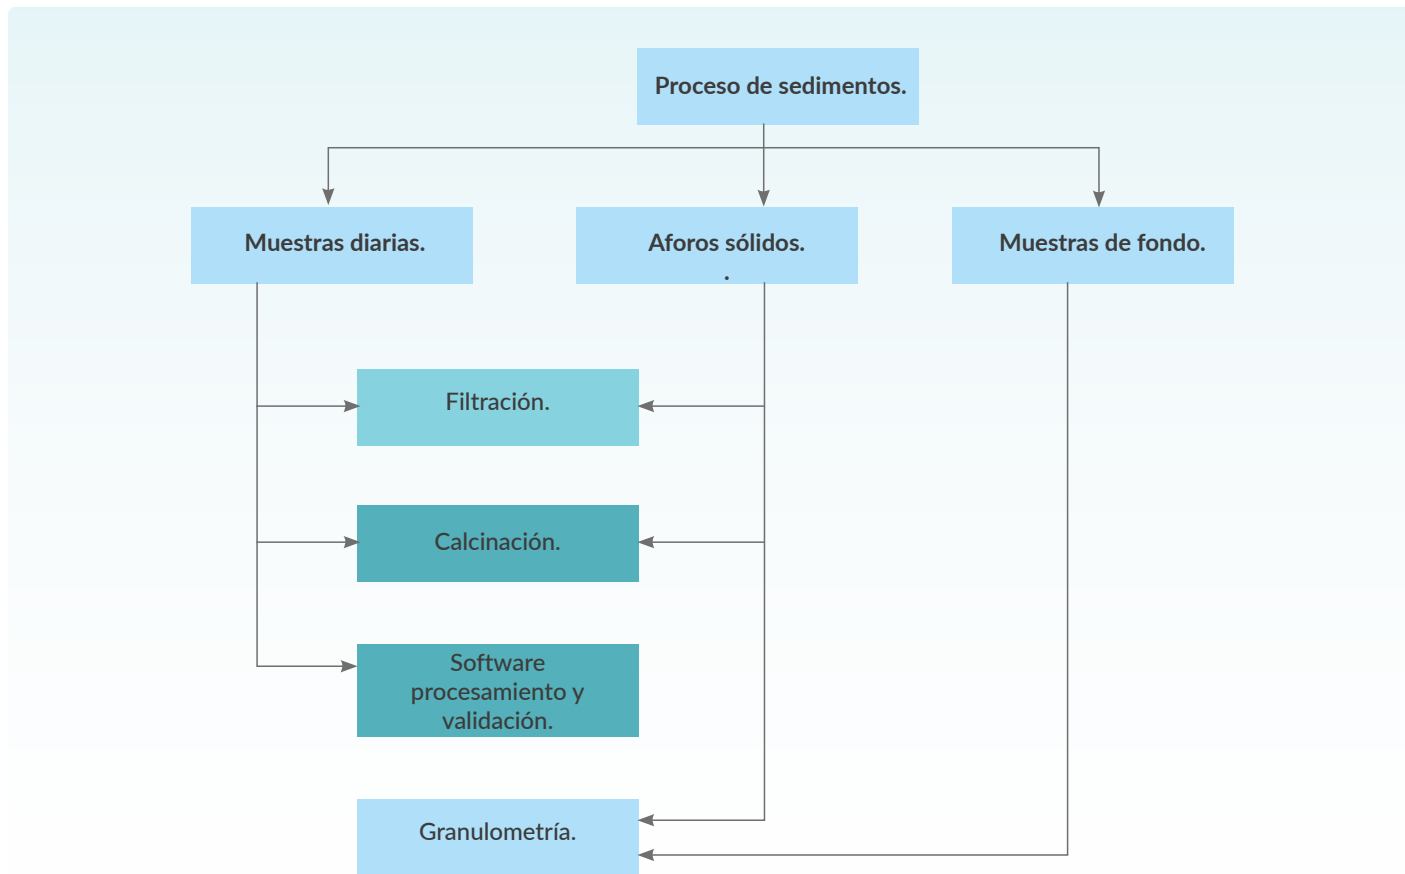 Proceso de sedimentos.
Muestras diarias.
Aforos sólidos.
.
Muestras de fondo.
Filtración.
Calcinación.
Software
procesamiento y
validación.
Granulometría.